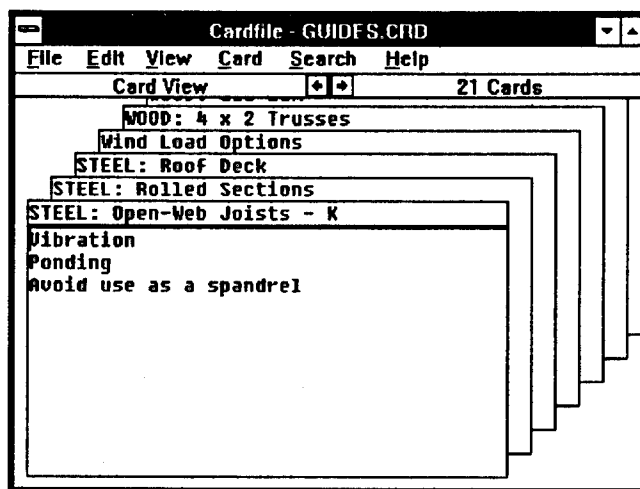 Cardfile - GUIDES.CRD
File Edit View Card Search Help
Card View 21 Cards
WOOD: 4 x 2 Trusses
Wind Load Options
STEEL: Roof Deck
STEEL: Rolled Sections
STEEL: Open-Web Joists - K
Vibration
Ponding
Avoid use as a spandrel